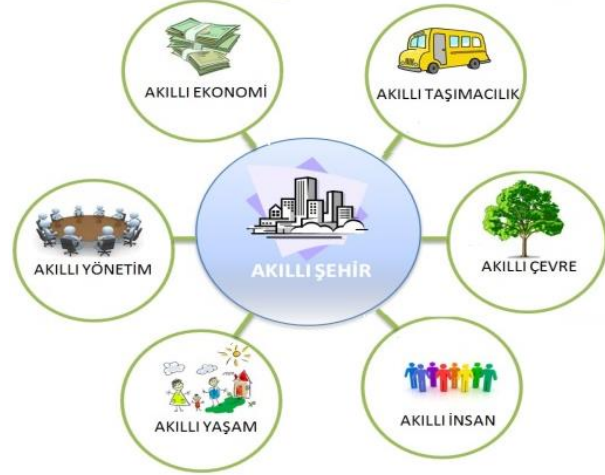 AKILLI EKONOMİ
AKILLI TAŞIMACILIK
AKILLI YÖNETİM
AKILLI ŞEHİR
AKILLI ÇEVRE
AKILLI YAŞAM
AKILLI İNSAN